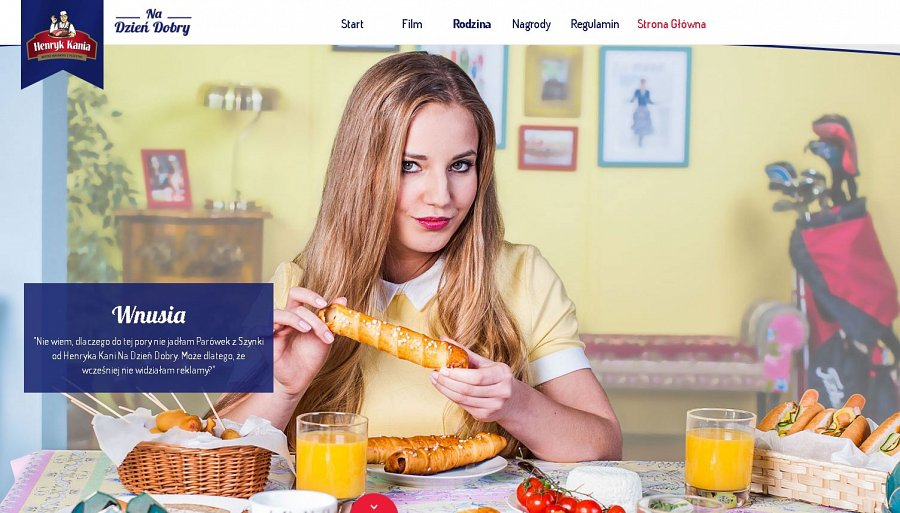 Na
Dzień Dobry
Henryk Kania
Start Film Rodzina Nagrody Regulamin Strona Główna
Wnusia
"Nie wiem, dlaczego do tej pory nie jadłam Parówek z Szynki
od Henryka Kani Na Dzień Dobry. Może dlatego, że
wcześniej nie widziałam reklamy?"